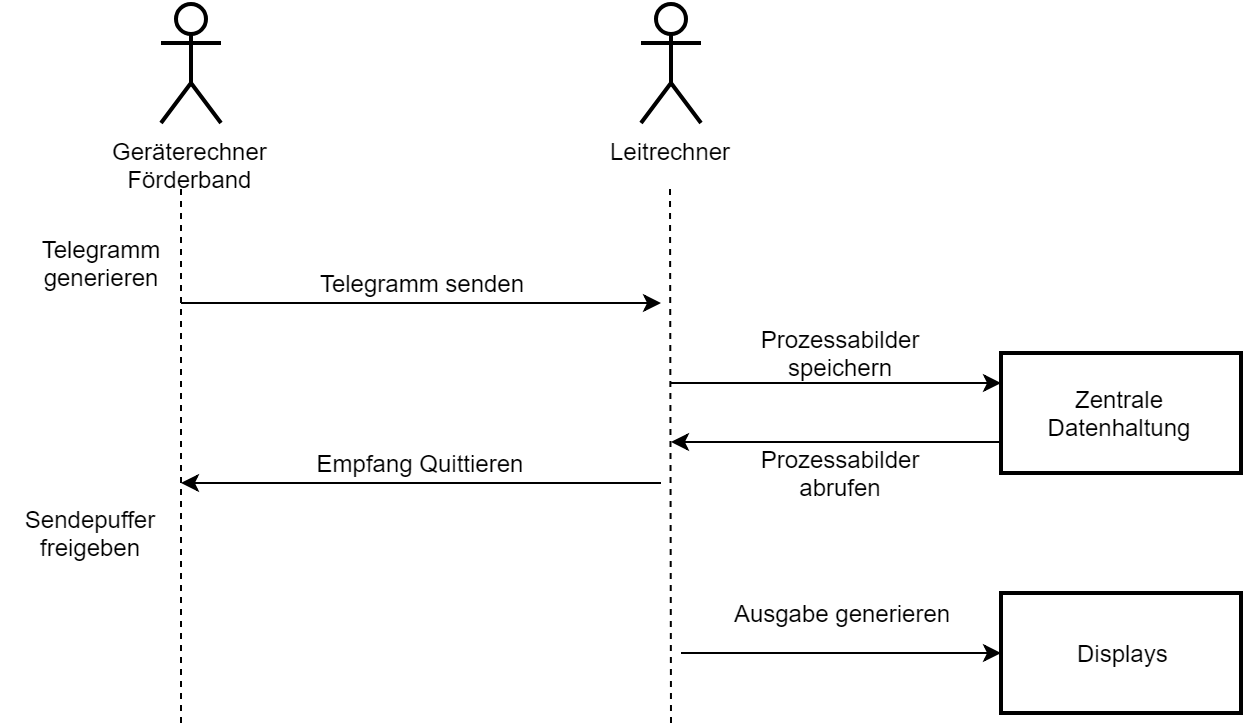 Geräterechner
Förderband
Leitrechner
Telegramm
generieren
Telegramm senden
Prozessabilder
speichern
Zentrale
Datenhaltung
Empfang Quittieren
Prozessabilder
abrufen
Sendepuffer
freigeben
Ausgabe generieren
Displays